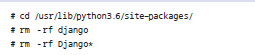 # cd /usr/lib/python3.6/site-packages/
# rm -rf django
# rm -rf Django*